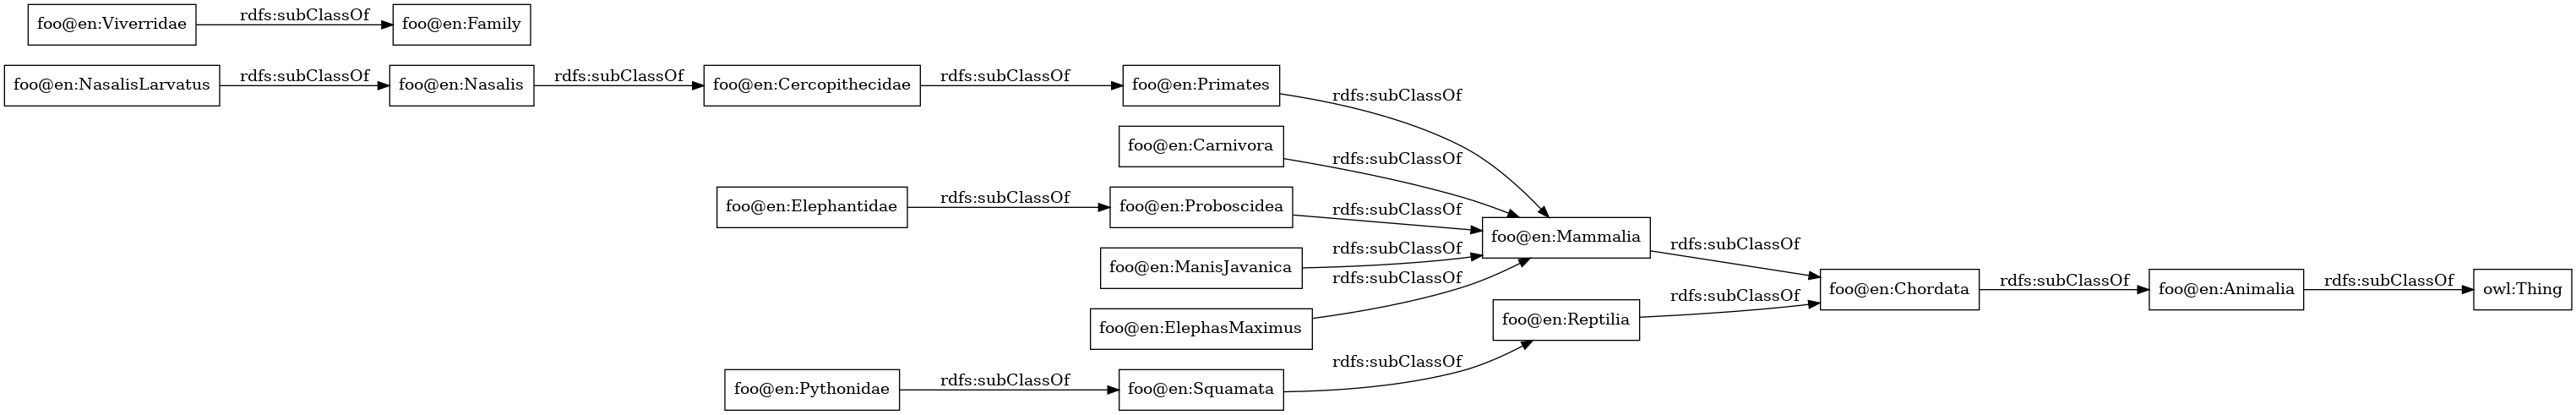 foo@en:Viverridae
rdfs:subClassOf
foo@en:Family
foo@en:NasalisLarvatus
rdfs:subClassOf
foo@en:Nasalis
rdfs:subClassOf
foo@en:Cercopithecidae
rdfs:subClassOf
foo@en:Primates
rdfs:subClassOf
foo@en:Carnivora
rdfs:subClassOf
foo@en:Elephantidae
rdfs:subClassOf
foo@en:Proboscidea
rdfs:subClassOf
foo@en:Mammalia
rdfs:subClassOf
foo@en:ManisJavanica
rdfs:subClassOf
foo@en:ElephasMaximus
rdfs:subClassOf
foo@en:Reptilia
rdfs:subClassOf
foo@en:Chordata
rdfs:subClassOf
foo@en:Animalia
rdfs:subClassOf
owl:Thing
foo@en:Pythonidae
rdfs:subClassOf
foo@en:Squamata
rdfs:subClassOf